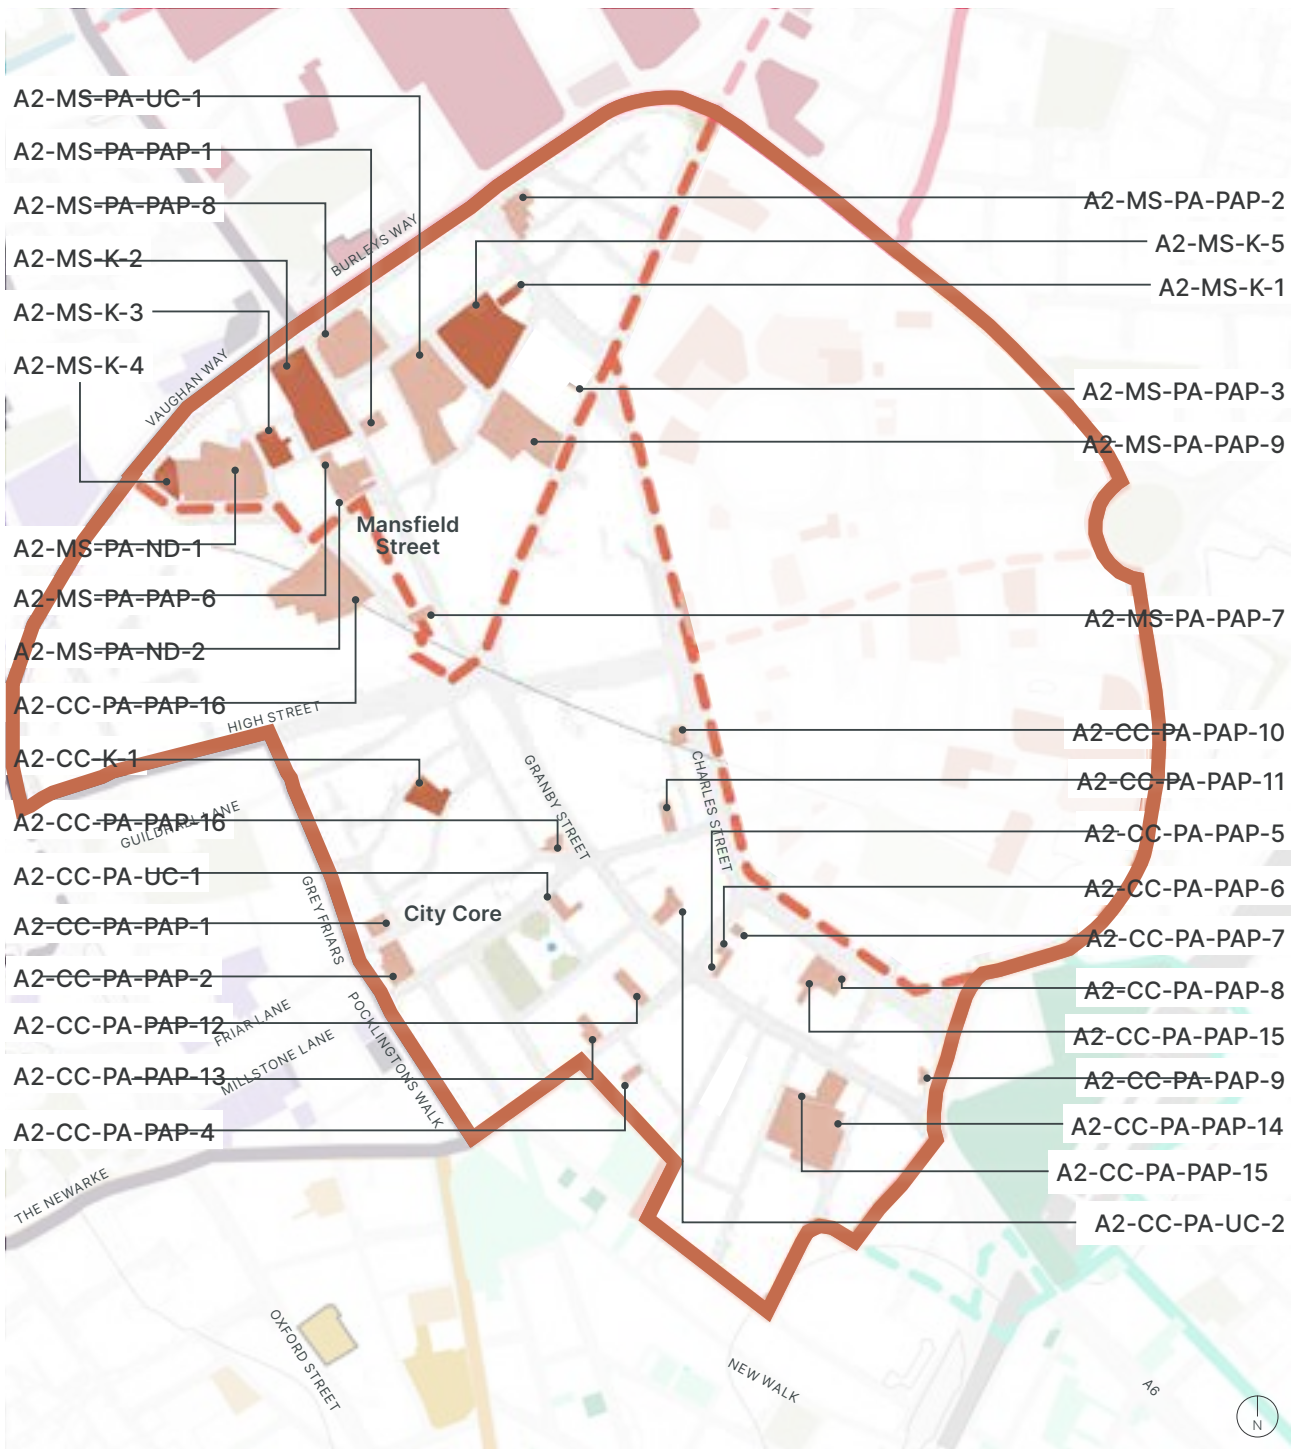 A2-MS-PA-UC-1
A2-MS-PA-PAP-1
A2-MS-PA-PAP-8
A2-MS-K-2
A2-MS-K-3
A2-MS-K-4
A2-MS-PA-ND-1
A2-MS-PA-PAP-6
A2-MS-PA-ND-2
A2-CC-PA-PAP-16
A2-CC-K-1
A2-CC-PA-PAP-16
A2-CC-PA-UC-1
A2-CC-PA-PAP-1
A2-CC-PA-PAP-2
A2-CC-PA-PAP-12
A2-CC-PA-PAP-13
A2-CC-PA-PAP-4
BURLEYS WAY
VAUGHAN WAY
Mansfield
Street
HIGH STREET
GUILDHALL LANE
GREY FRIARS
City Core
GRANBY STREET
CHARLES STREET
FRIAR LANE
MILLSTONE LANE
POCKLINGTONS WALK
THE NEWARKE
OXFORD STREET
NEW WALK
A6
N
A2-MS-PA-PAP-2
A2-MS-K-5
A2-MS-K-1
A2-MS-PA-PAP-3
A2-MS-PA-PAP-9
A2-MS-PA-PAP-7
A2-CC-PA-PAP-10
A2-CC-PA-PAP-11
A2-CC-PA-PAP-5
A2-CC-PA-PAP-6
A2-CC-PA-PAP-7
A2-CC-PA-PAP-8
A2-CC-PA-PAP-15
A2-CC-PA-PAP-9
A2-CC-PA-PAP-14
A2-CC-PA-PAP-15
A2-CC-PA-UC-2